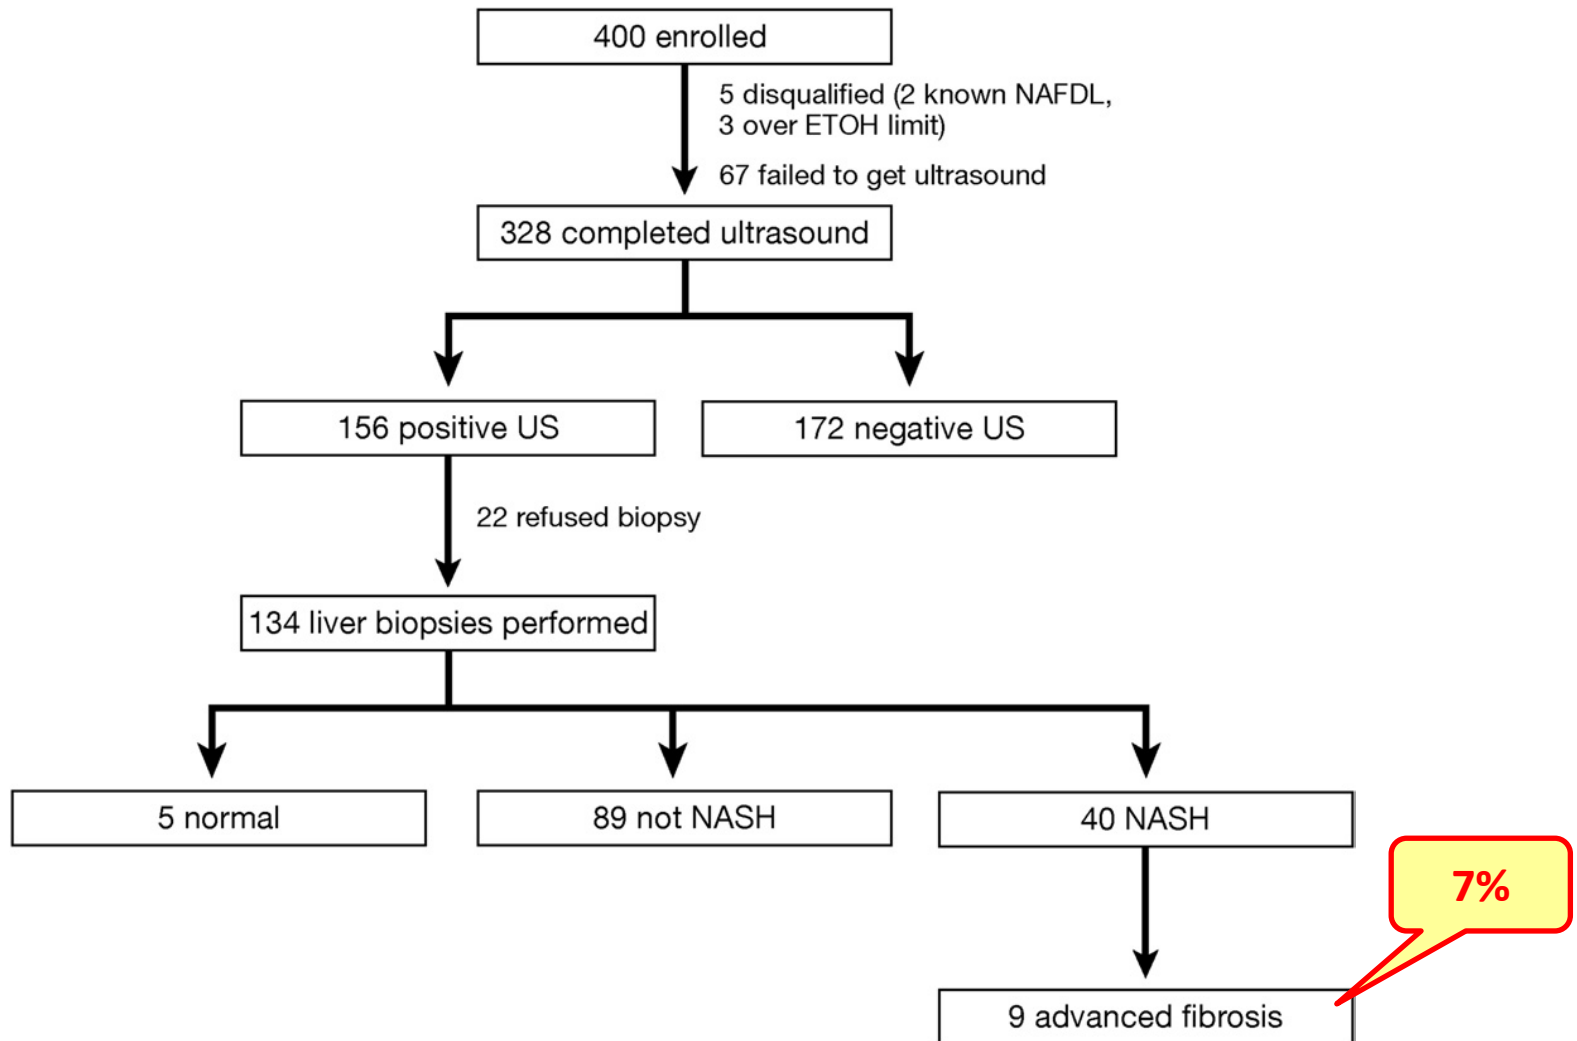 400 enrolled
5 disqualified (2 known NAFDL,
3 over ETOH limit)
67 failed to get ultrasound
328 completed ultrasound
156 positive US
172 negative US
22 refused biopsy
134 liver biopsies performed
5 normal
89 not NASH
40 NASH
7%
9 advanced fibrosis